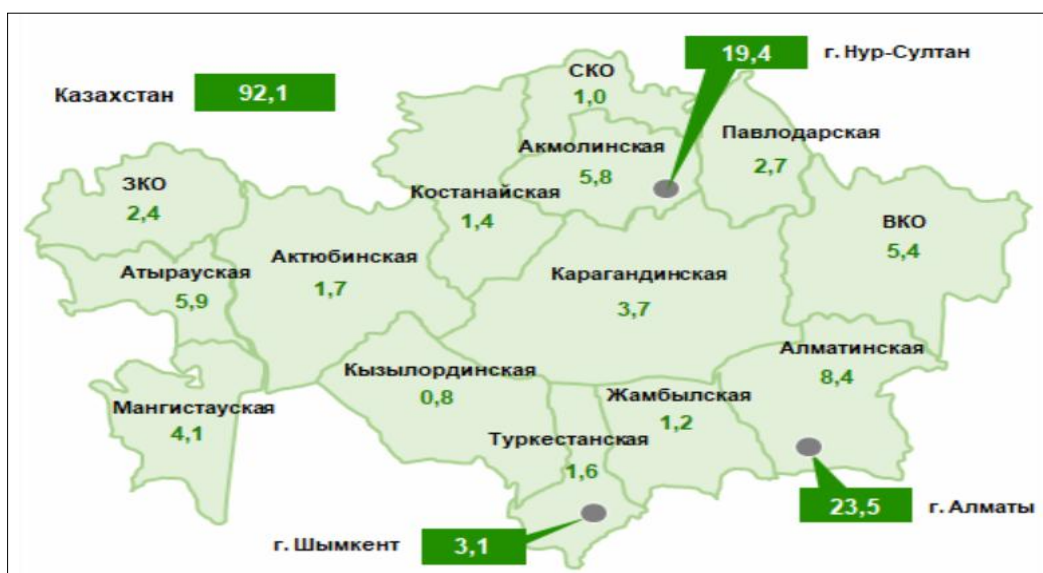 19,4 г. Нур-Султан
Казахстан 92,1
СКО
1,0
Павлодарская
2,7
Акмолинская
5,8
ЗКО
2,4
Костанайская
1,4
ВКО
5,4
Актюбинская
1,7
Атырауская
5,9
Карагандинская
3,7
Алматинская
8,4
Кызылординская
0,8
Жамбылская
1,2
Мангистауская
4,1
Туркестанская
1,6
23,5 г. Алматы
г. Шымкент 3,1